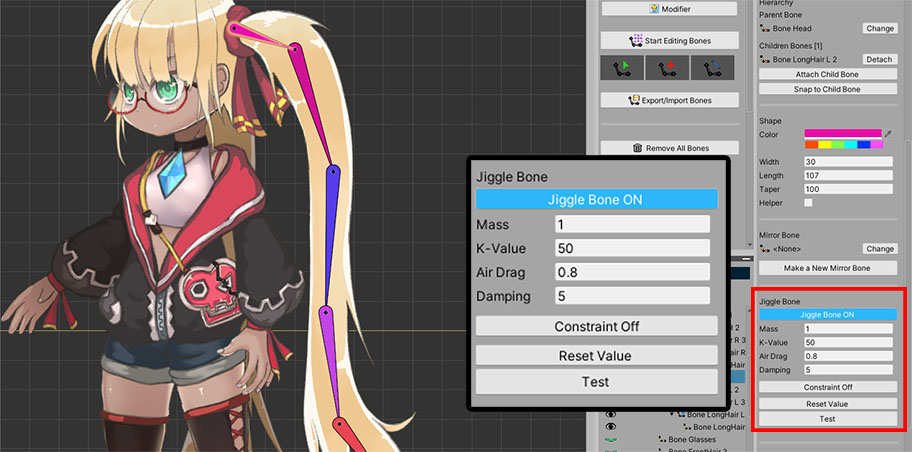 Modifier
Start Editing Bones
Export/Import Bones
Remove All Bones
Jiggle Bone
Jiggle Bone ON
Mass 1
K-Value 50
Air Drag 0.8
Damping 5
Constraint Off
Reset Value
Test
Bone LongHair L
Bone LongHair
Bone Glasses
Hierarchy
Parent Bone
Bone Head Change
Children Bones [1]
Bone LongHair L 2 Detach
Attach Child Bone
Snap to Child Bone
Shape
Color
Width 30
Length 107
Taper 100
Helper
Mirror Bone
<None> Change
Make a New Mirror Bone
Jiggle Bone
Jiggle Bone ON
Mass 1
K-Value 50
Air Drag 0.8
Damping 5
Constraint Off
Reset Value
Test